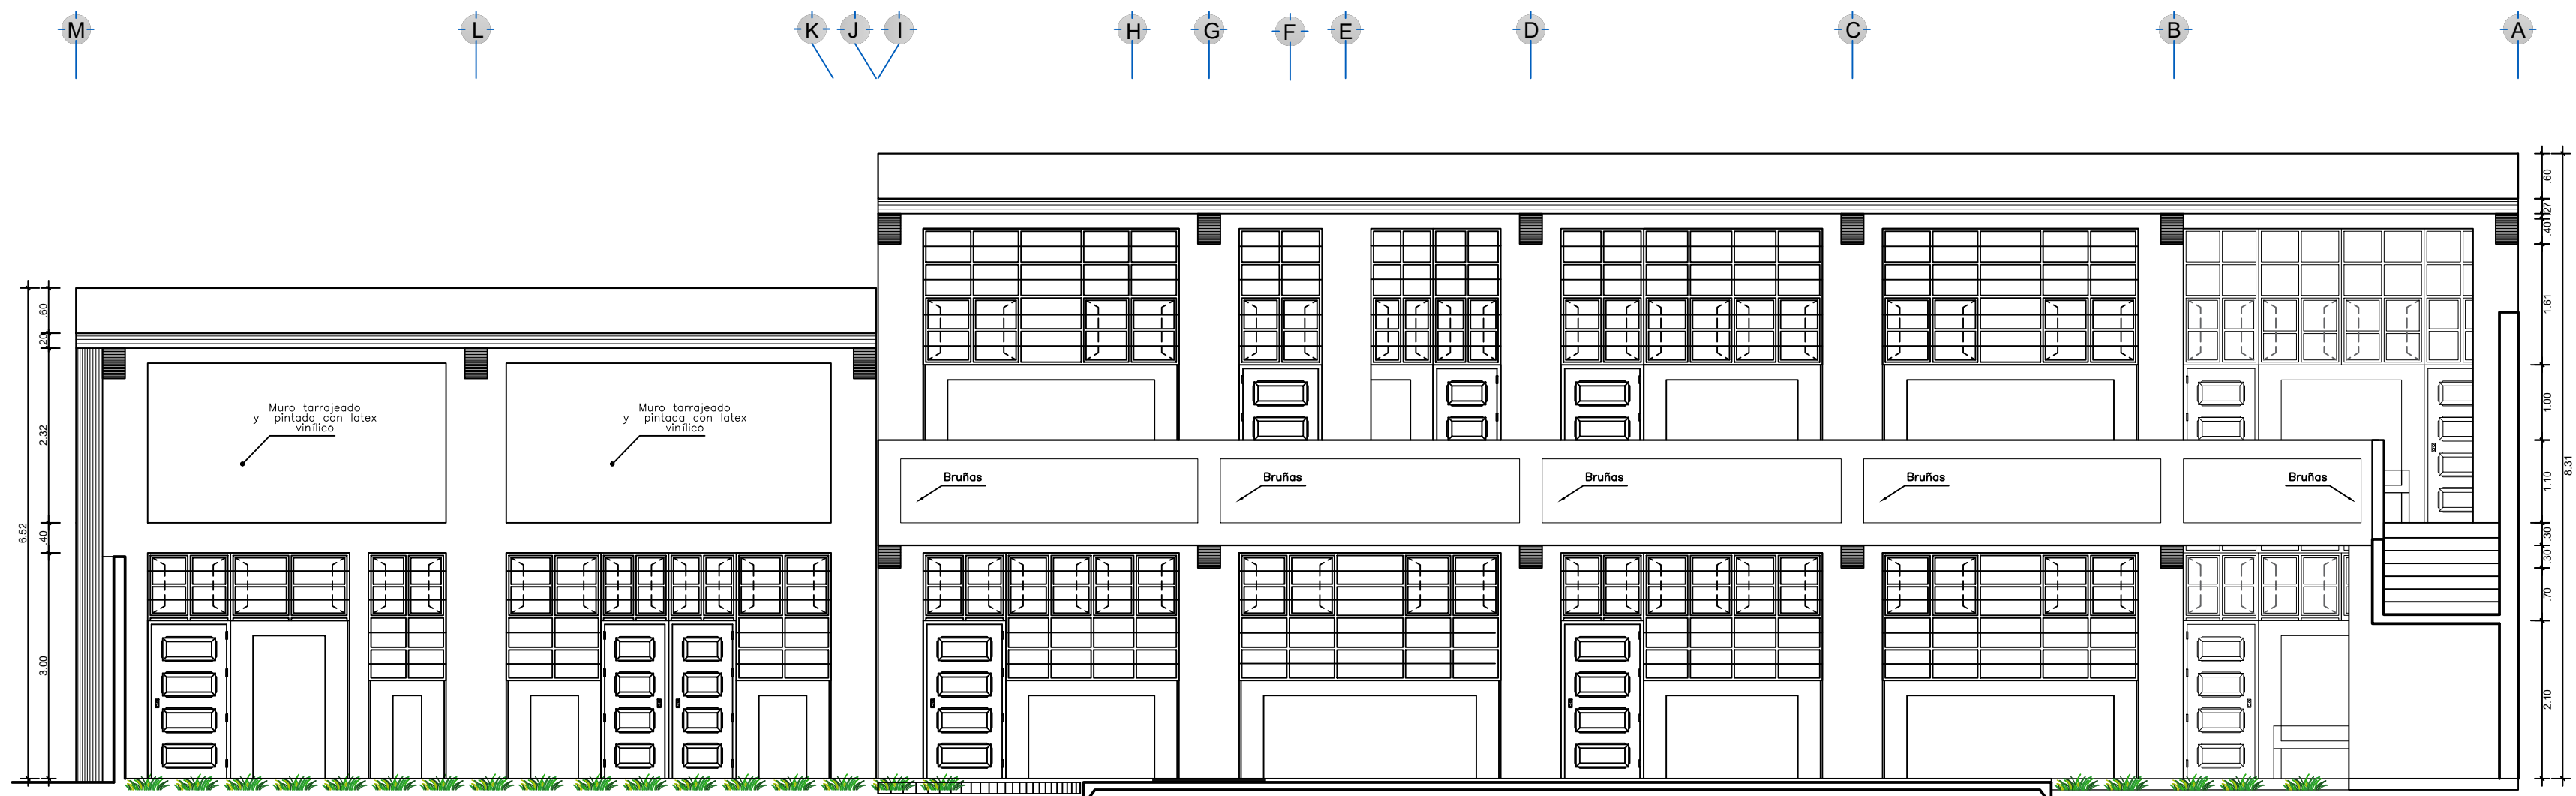 M L K J I H G F E D C B A
Muro tarrajeado
y pintada con latex
vinílico
Muro tarrajeado
y pintada con latex
vinílico
Bruñas
Bruñas
Bruñas
Bruñas
Bruñas
6.52
.60
.20
2.32
.40
3.00
.60
.40
1.61
1.00
1.10
.30
.30
.70
2.10
8.31